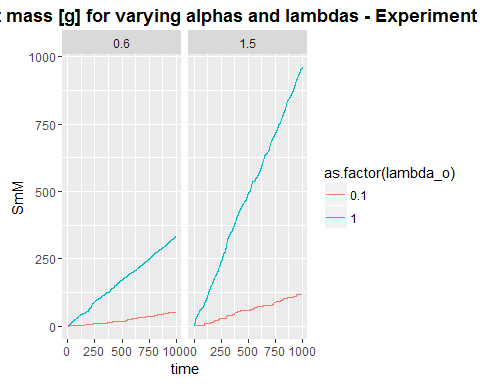 t mass [g] for varying alphas and lambdas - Experiment
0.6 1.5
1000
750
500
250
0
SmM
0 250 500 750 1000 0 250 500 750 1000
time
as.factor(lambda_o)
0.1
1